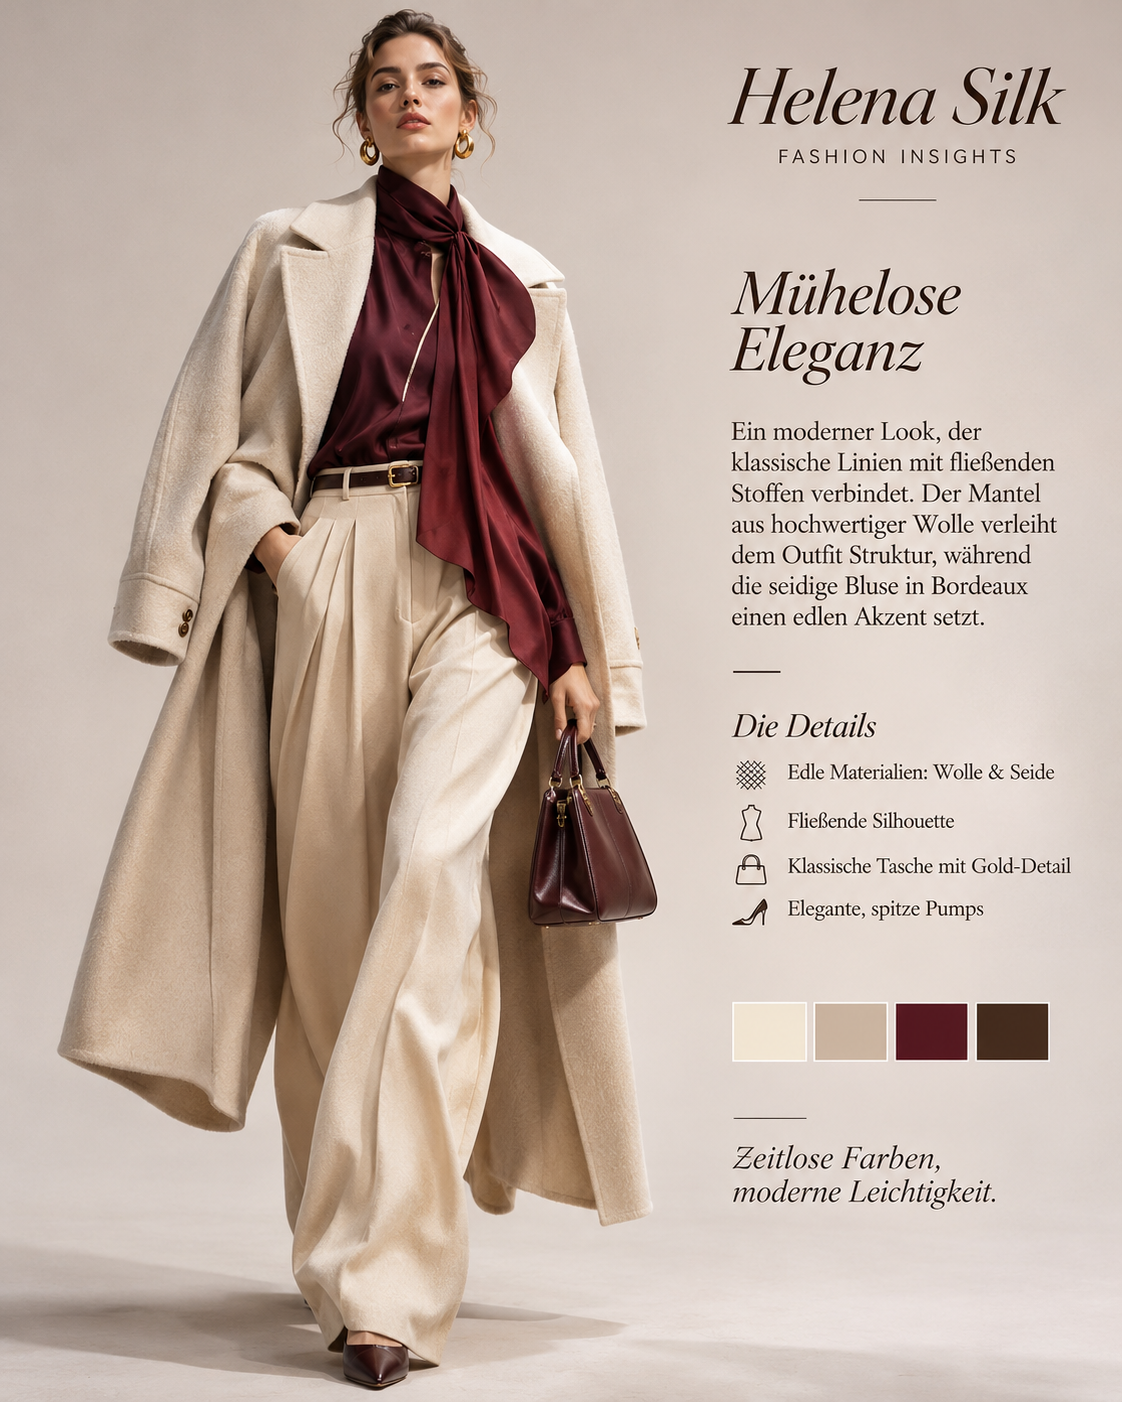 Helena Silk
FASHION INSIGHTS
Mühelose
Eleganz
Ein moderner Look, der
klassische Linien mit fließenden
Stoffen verbindet. Der Mantel
aus hochwertiger Wolle verleiht
dem Outfit Struktur, während
die seidige Bluse in Bordeaux
einen edlen Akzent setzt.
Die Details
Edle Materialien: Wolle & Seide
Fließende Silhouette
Klassische Tasche mit Gold-Detail
Elegante, spitze Pumps
Zeitlose Farben,
moderne Leichtigkeit.